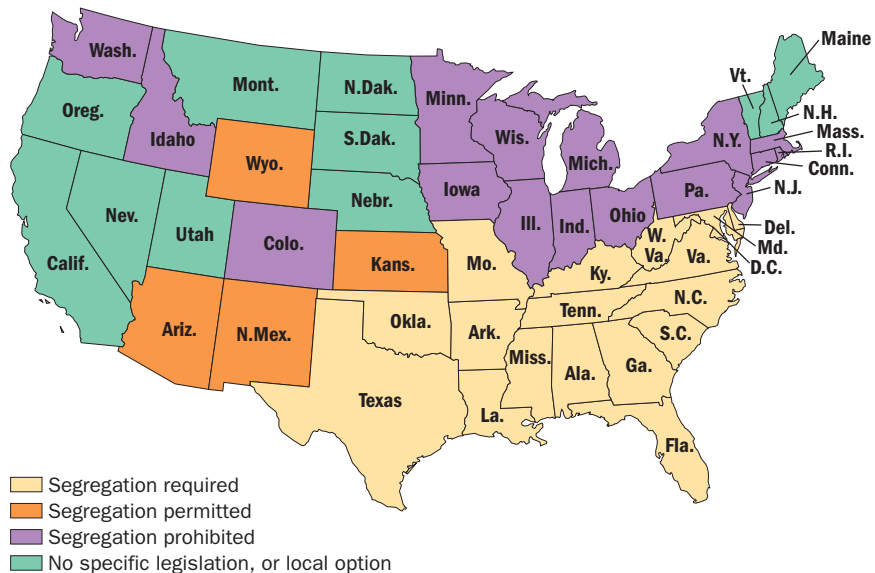 Wash.
Maine
Mont.
N.Dak.
Vt.
Minn.
Oreg.
N.H.
Idaho
S.Dak.
Wis.
N.Y.
Mass.
Mich.
R.I.
Wyo.
Conn.
Iowa
Pa.
N.J.
Nebr.
Nev.
Ill.
Ind.
Ohio
Utah
Colo.
W.
Va.
Del.
Md.
Calif.
Kans.
Mo.
Va.
D.C.
Ky.
N.C.
Tenn.
Okla.
Ariz.
N.Mex.
Ark.
S.C.
Miss.
Ala.
Ga.
Texas
La.
Fla.
Segregation required
Segregation permitted
Segregation prohibited
No specific legislation, or local option